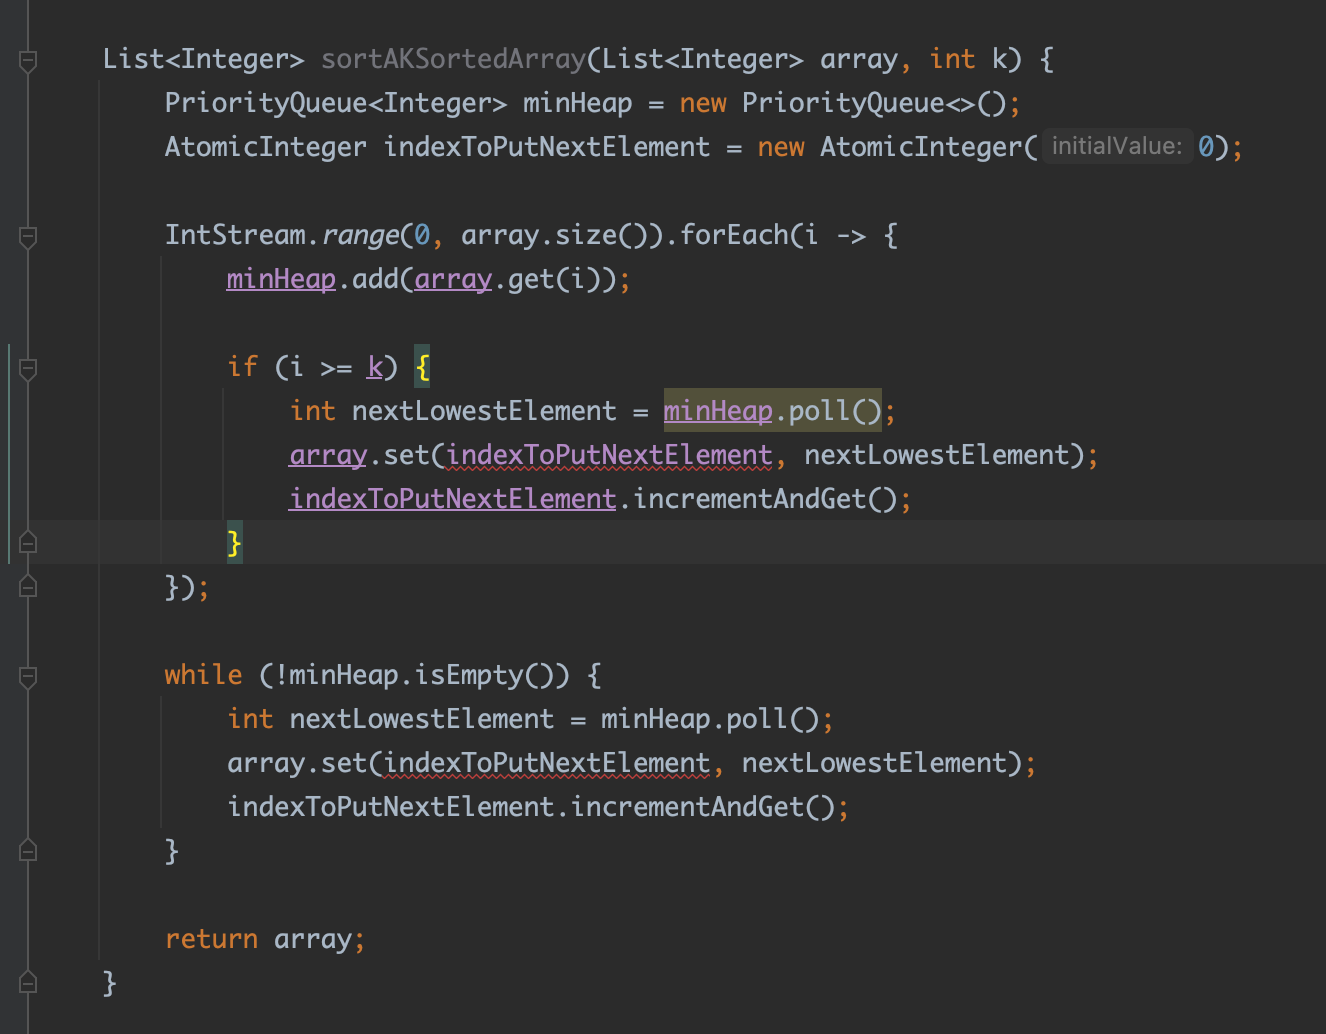 List<Integer> sortAKSortedArray(List<Integer> array, int k) {
PriorityQueue<Integer> minHeap = new PriorityQueue<>();
AtomicInteger indexToPutNextElement = new AtomicInteger( initialValue: 0);
IntStream.range(0, array.size()).forEach(i -> {
minHeap.add(array.get(i));
if (i >= k) {
int nextLowestElement = minHeap.poll();
array.set(indexToPutNextElement, nextLowestElement);
indexToPutNextElement.incrementAndGet();
}
});
while (!minHeap.isEmpty()) {
int nextLowestElement = minHeap.poll();
array.set(indexToPutNextElement, nextLowestElement);
indexToPutNextElement.incrementAndGet();
}
return array;
}